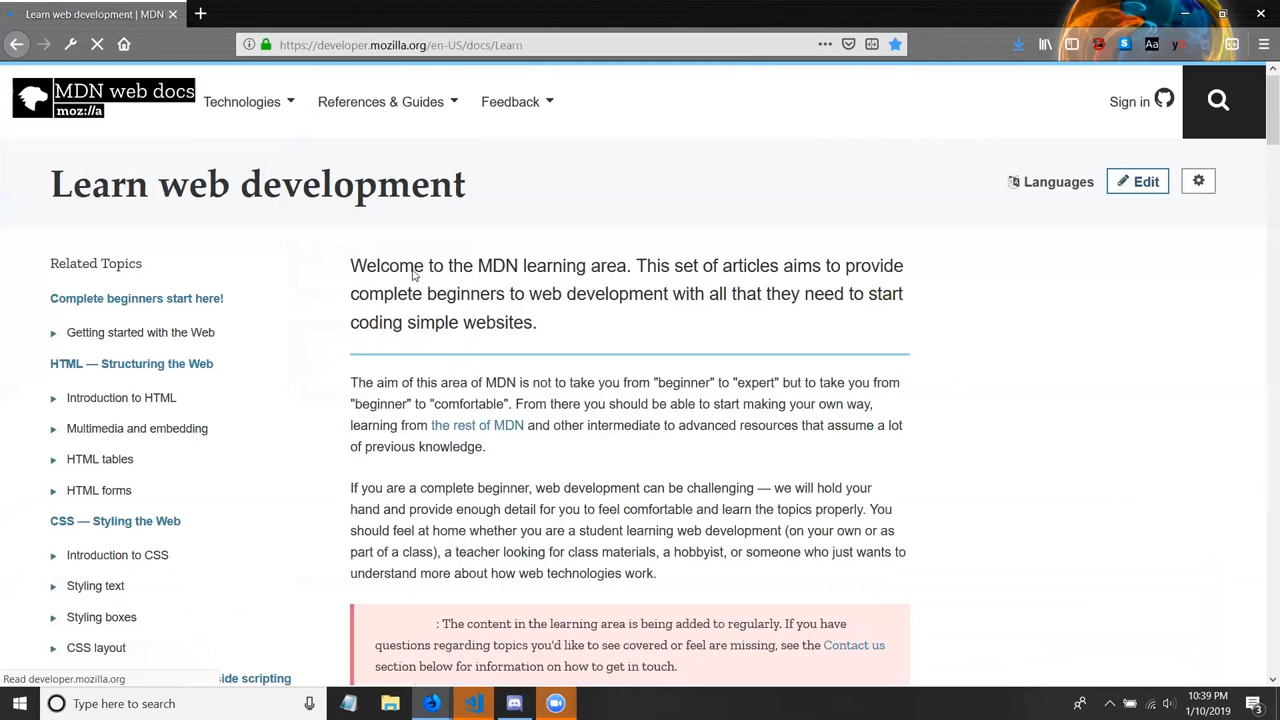 Learn web development | MDN
https://developer.mozilla.org/en-US/docs/Learn
MDN web docs
moz://a
Technologies
References & Guides
Feedback
Sign in
Learn web development
Languages
Edit
Related Topics
Complete beginners start here!
Getting started with the Web
HTML — Structuring the Web
Introduction to HTML
Multimedia and embedding
HTML tables
HTML forms
CSS — Styling the Web
Introduction to CSS
Styling text
Styling boxes
CSS layout
side scripting
Welcome to the MDN learning area. This set of articles aims to provide
complete beginners to web development with all that they need to start
coding simple websites.
The aim of this area of MDN is not to take you from "beginner" to "expert" but to take you from
"beginner" to "comfortable". From there you should be able to start making your own way,
learning from the rest of MDN and other intermediate to advanced resources that assume a lot
of previous knowledge.
If you are a complete beginner, web development can be challenging — we will hold your
hand and provide enough detail for you to feel comfortable and learn the topics properly. You
should feel at home whether you are a student learning web development (on your own or as
part of a class), a teacher looking for class materials, a hobbyist, or someone who just wants to
understand more about how web technologies work.
: The content in the learning area is being added to regularly. If you have
questions regarding topics you'd like to see covered or feel are missing, see the Contact us
section below for information on how to get in touch.
Read developer.mozilla.org
Type here to search
10:39 PM
1/10/2019
3